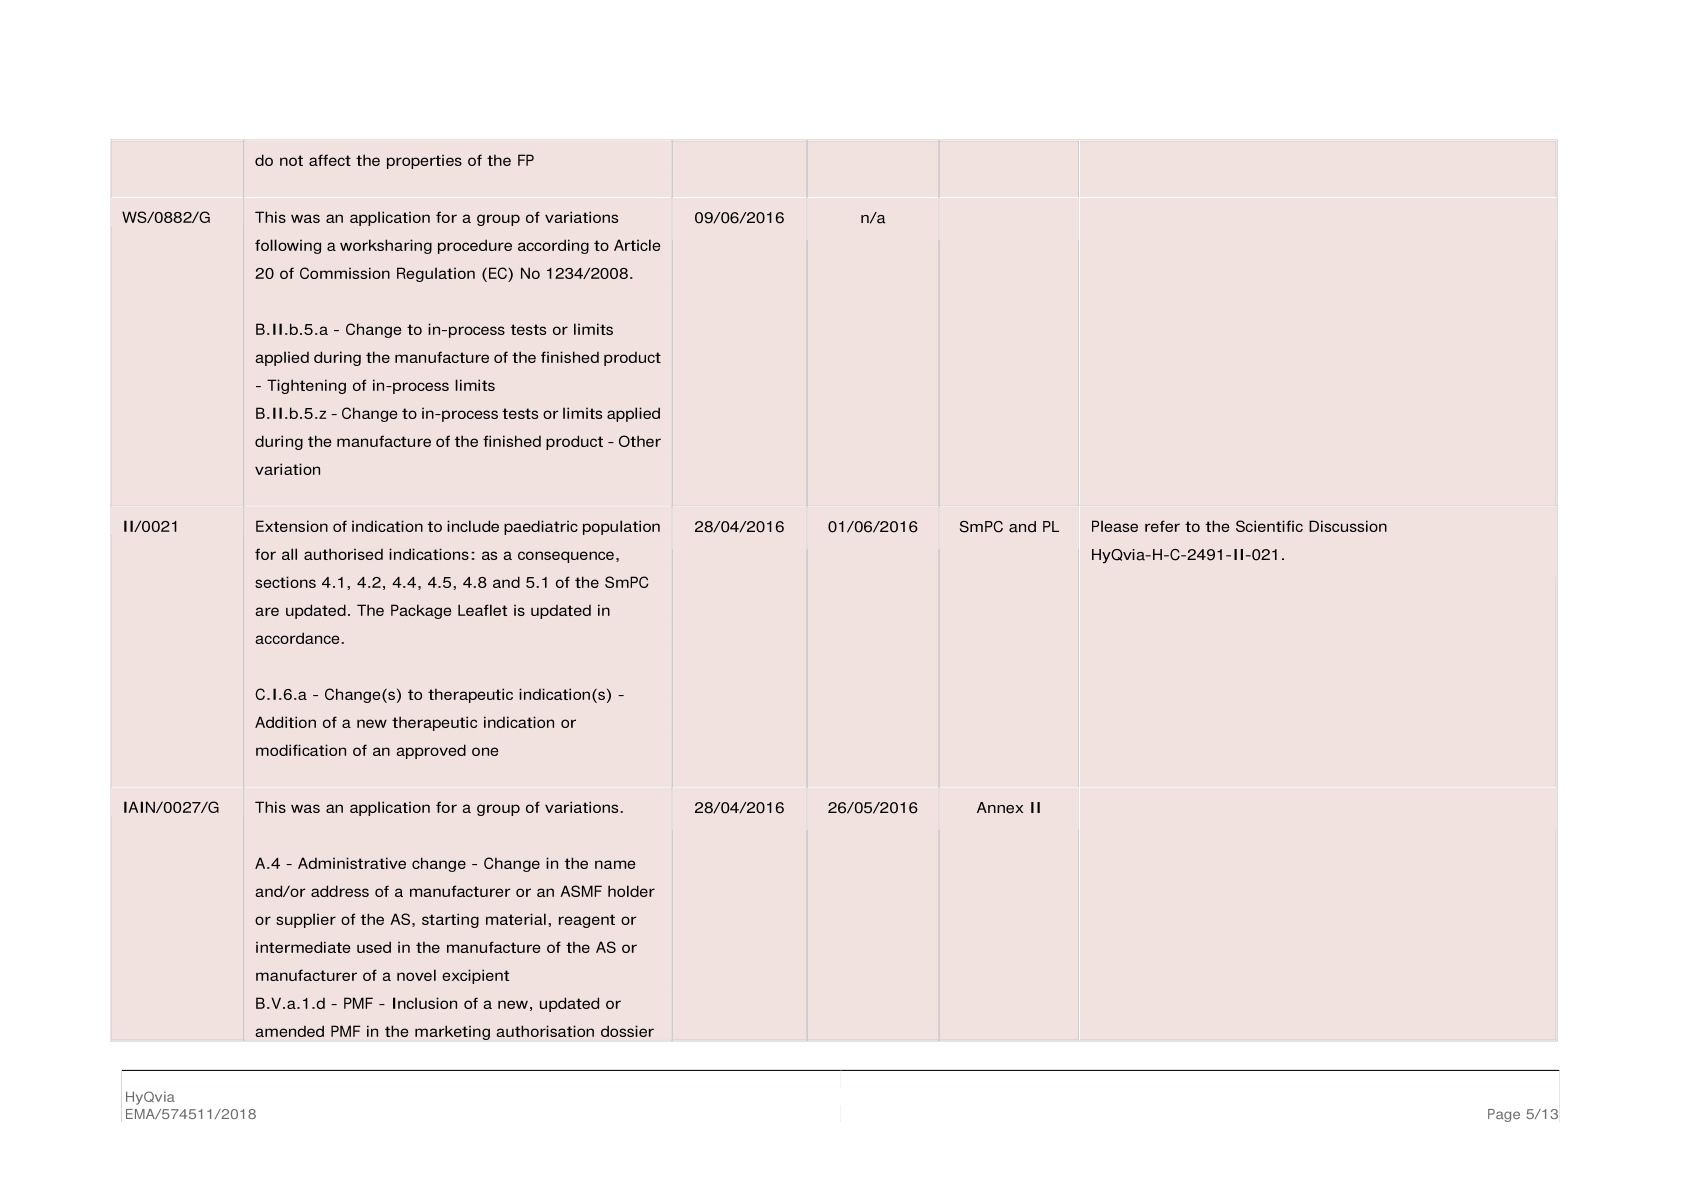 do not affect the properties of the FP
WS/0882/G
This was an application for a group of variations
following a worksharing procedure according to Article
20 of Commission Regulation (EC) No 1234/2008.
B.II.b.5.a - Change to in-process tests or limits
applied during the manufacture of the finished product
- Tightening of in-process limits
B.II.b.5.z - Change to in-process tests or limits applied
during the manufacture of the finished product - Other
variation
09/06/2016
n/a
II/0021
Extension of indication to include paediatric population
for all authorised indications: as a consequence,
sections 4.1, 4.2, 4.4, 4.5, 4.8 and 5.1 of the SmPC
are updated. The Package Leaflet is updated in
accordance.
C.I.6.a - Change(s) to therapeutic indication(s) -
Addition of a new therapeutic indication or
modification of an approved one
28/04/2016
01/06/2016
SmPC and PL
Please refer to the Scientific Discussion
HyQvia-H-C-2491-II-021.
IAIN/0027/G
This was an application for a group of variations.
A.4 - Administrative change - Change in the name
and/or address of a manufacturer or an ASMF holder
or supplier of the AS, starting material, reagent or
intermediate used in the manufacture of the AS or
manufacturer of a novel excipient
B.V.a.1.d - PMF - Inclusion of a new, updated or
amended PMF in the marketing authorisation dossier
28/04/2016
26/05/2016
Annex II
HyQvia
EMA/574511/2018
Page 5/13